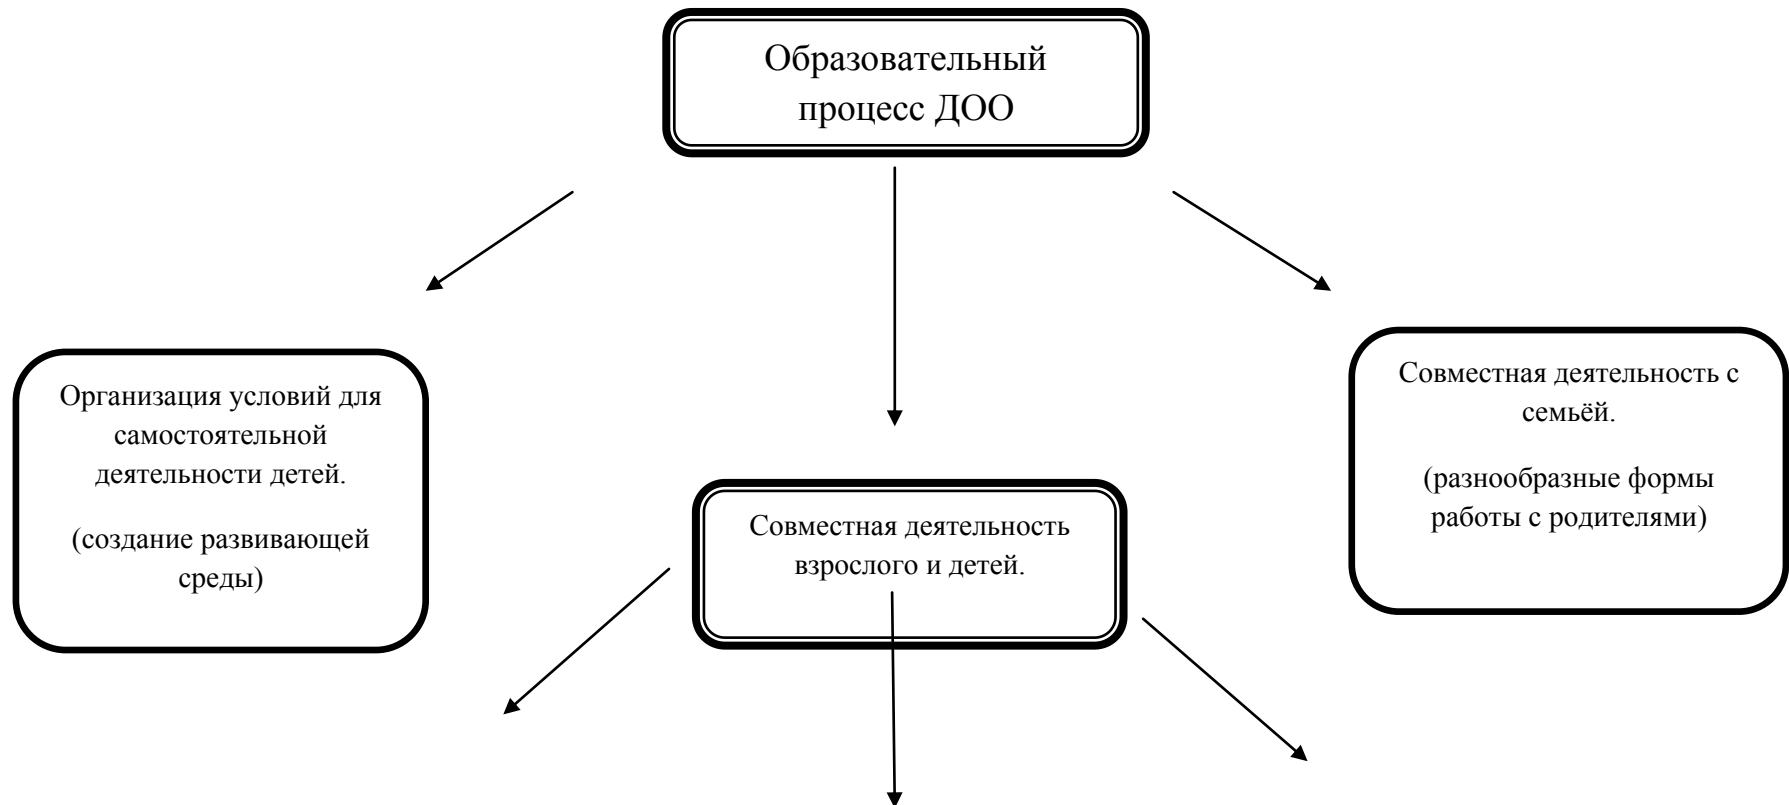 Образовательный
процесс ДОО
Организация условий для
самостоятельной
деятельности детей.
(создание развивающей
среды)
Совместная деятельность
взрослого и детей.
Совместная деятельность с
семьёй.
(разнообразные формы
работы с родителями)